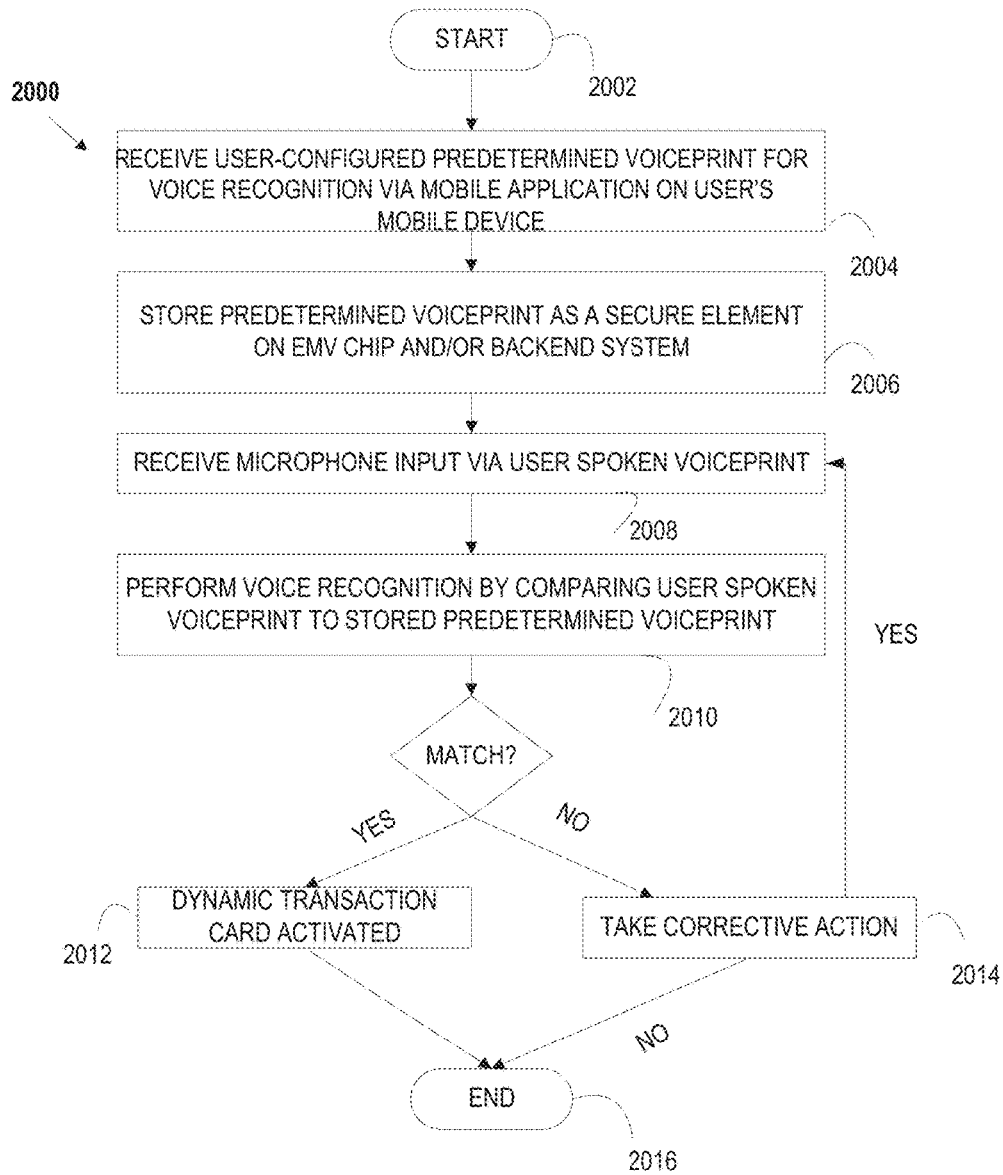 START
2002
2000
RECEIVE USER-CONFIGURED PREDETERMINED VOICEPRINT FOR
VOICE RECOGNITION VIA MOBILE APPLICATION ON USER'S
MOBILE DEVICE
2004
STORE PREDETERMINED VOICEPRINT AS A SECURE ELEMENT
ON EMV CHIP AND/OR BACKEND SYSTEM
2006
RECEIVE MICROPHONE INPUT VIA USER SPOKEN VOICEPRINT
2008
PERFORM VOICE RECOGNITION BY COMPARING USER SPOKEN
VOICEPRINT TO STORED PREDETERMINED VOICEPRINT
YES
2010
MATCH?
YES
NO
DYNAMIC TRANSACTION
CARD ACTIVATED
2012
TAKE CORRECTIVE ACTION
2014
NO
END
2016